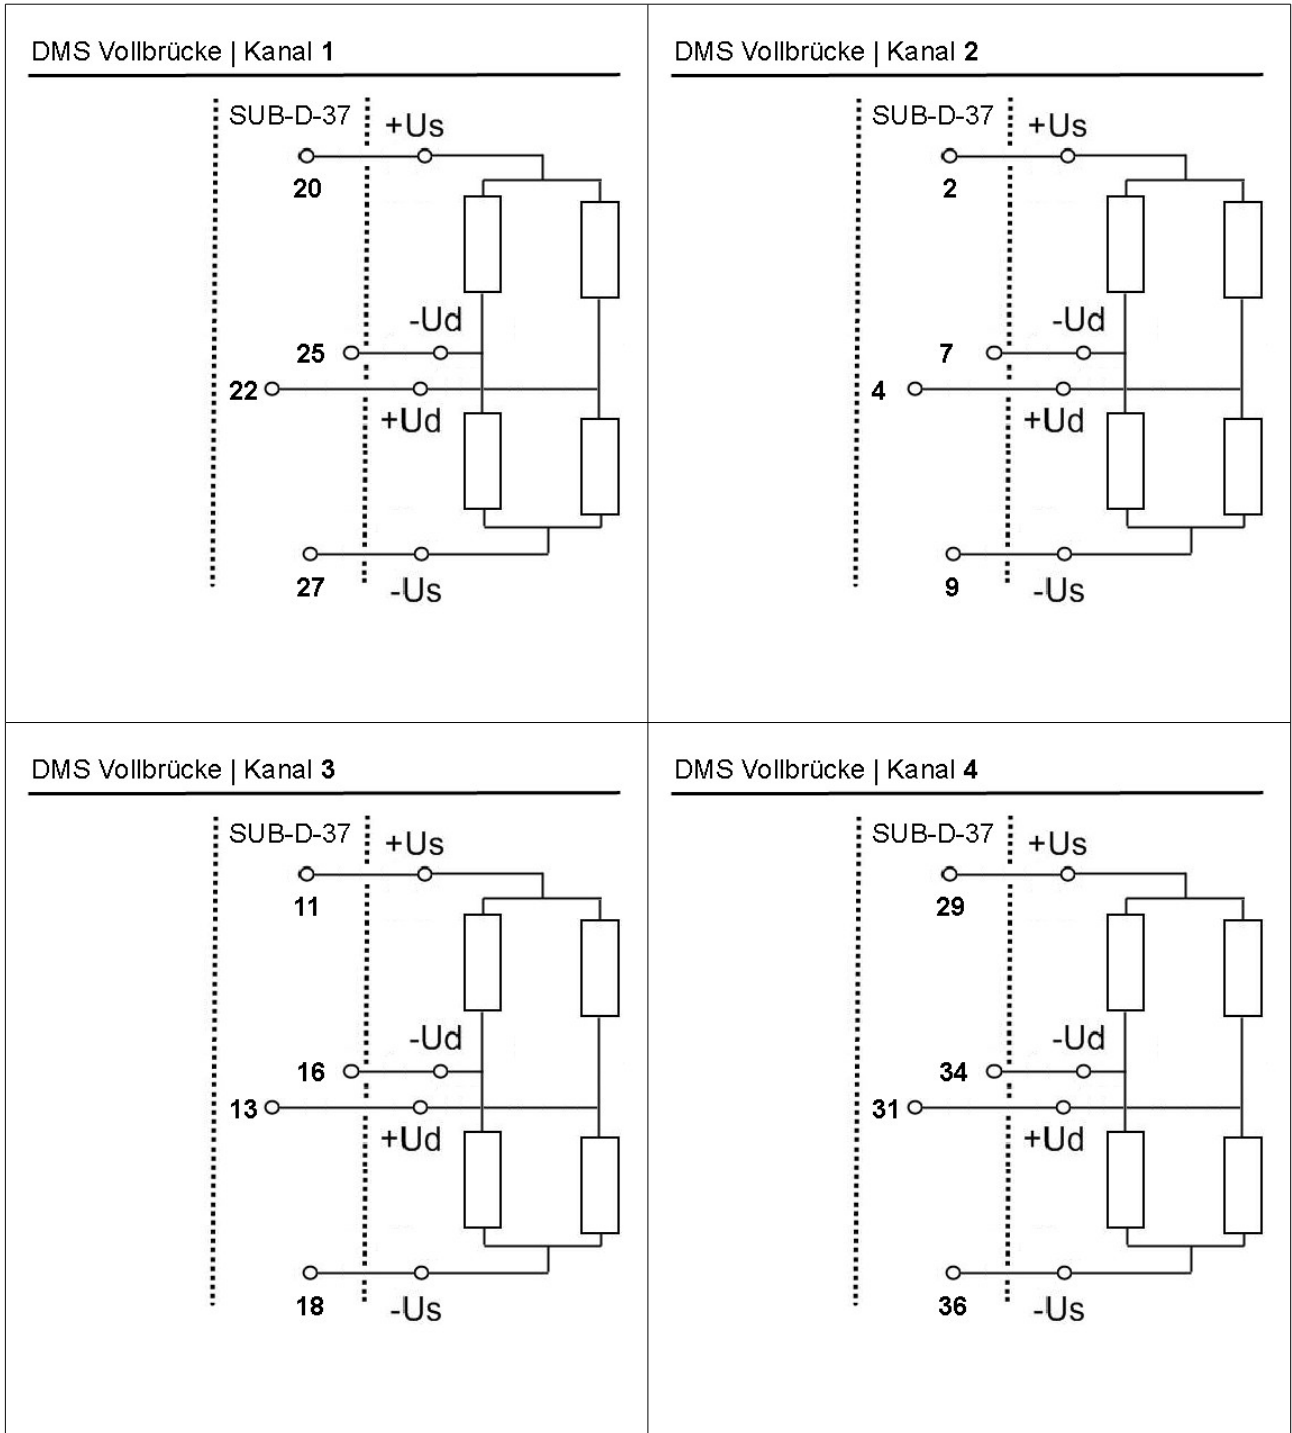 DMS Vollbrücke | Kanal 1
SUB-D-37
+Us
20
-Ud
25
22
+Ud
27
-Us
DMS Vollbrücke | Kanal 2
SUB-D-37
+Us
2
-Ud
7
4
+Ud
9
-Us
DMS Vollbrücke | Kanal 3
SUB-D-37
+Us
11
-Ud
16
13
+Ud
18
-Us
DMS Vollbrücke | Kanal 4
SUB-D-37
+Us
29
-Ud
34
31
+Ud
36
-Us